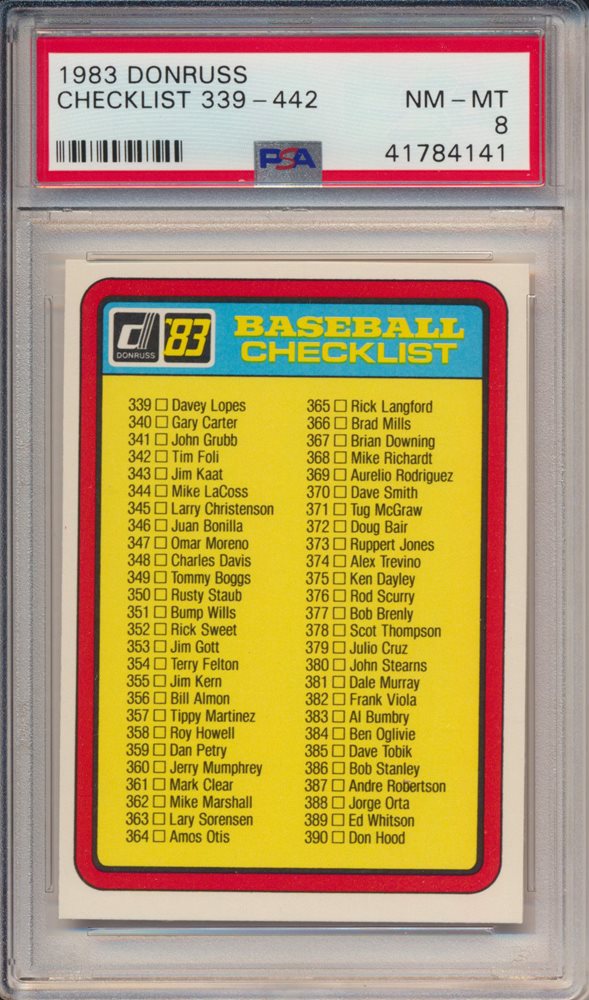 1983 DONRUSS
CHECKLIST 339 – 442 NM – MT
8
PSA 41784141
d DONRUSS '83 BASEBALL
CHECKLIST
339 Davey Lopes
340 Gary Carter
341 John Grubb
342 Tim Foli
343 Jim Kaat
344 Mike LaCoss
345 Larry Christenson
346 Juan Bonilla
347 Omar Moreno
348 Charles Davis
349 Tommy Boggs
350 Rusty Staub
351 Bump Wills
352 Rick Sweet
353 Jim Gott
354 Terry Felton
355 Jim Kern
356 Bill Almon
357 Tippy Martinez
358 Roy Howell
359 Dan Petry
360 Jerry Mumphrey
361 Mark Clear
362 Mike Marshall
363 Lary Sorensen
364 Amos Otis
365 Rick Langford
366 Brad Mills
367 Brian Downing
368 Mike Richardt
369 Aurelio Rodriguez
370 Dave Smith
371 Tug McGraw
372 Doug Bair
373 Ruppert Jones
374 Alex Trevino
375 Ken Dayley
376 Rod Scurry
377 Bob Brenly
378 Scot Thompson
379 Julio Cruz
380 John Stearns
381 Dale Murray
382 Frank Viola
383 Al Bumbry
384 Ben Oglivie
385 Dave Tobik
386 Bob Stanley
387 Andre Robertson
388 Jorge Orta
389 Ed Whitson
390 Don Hood